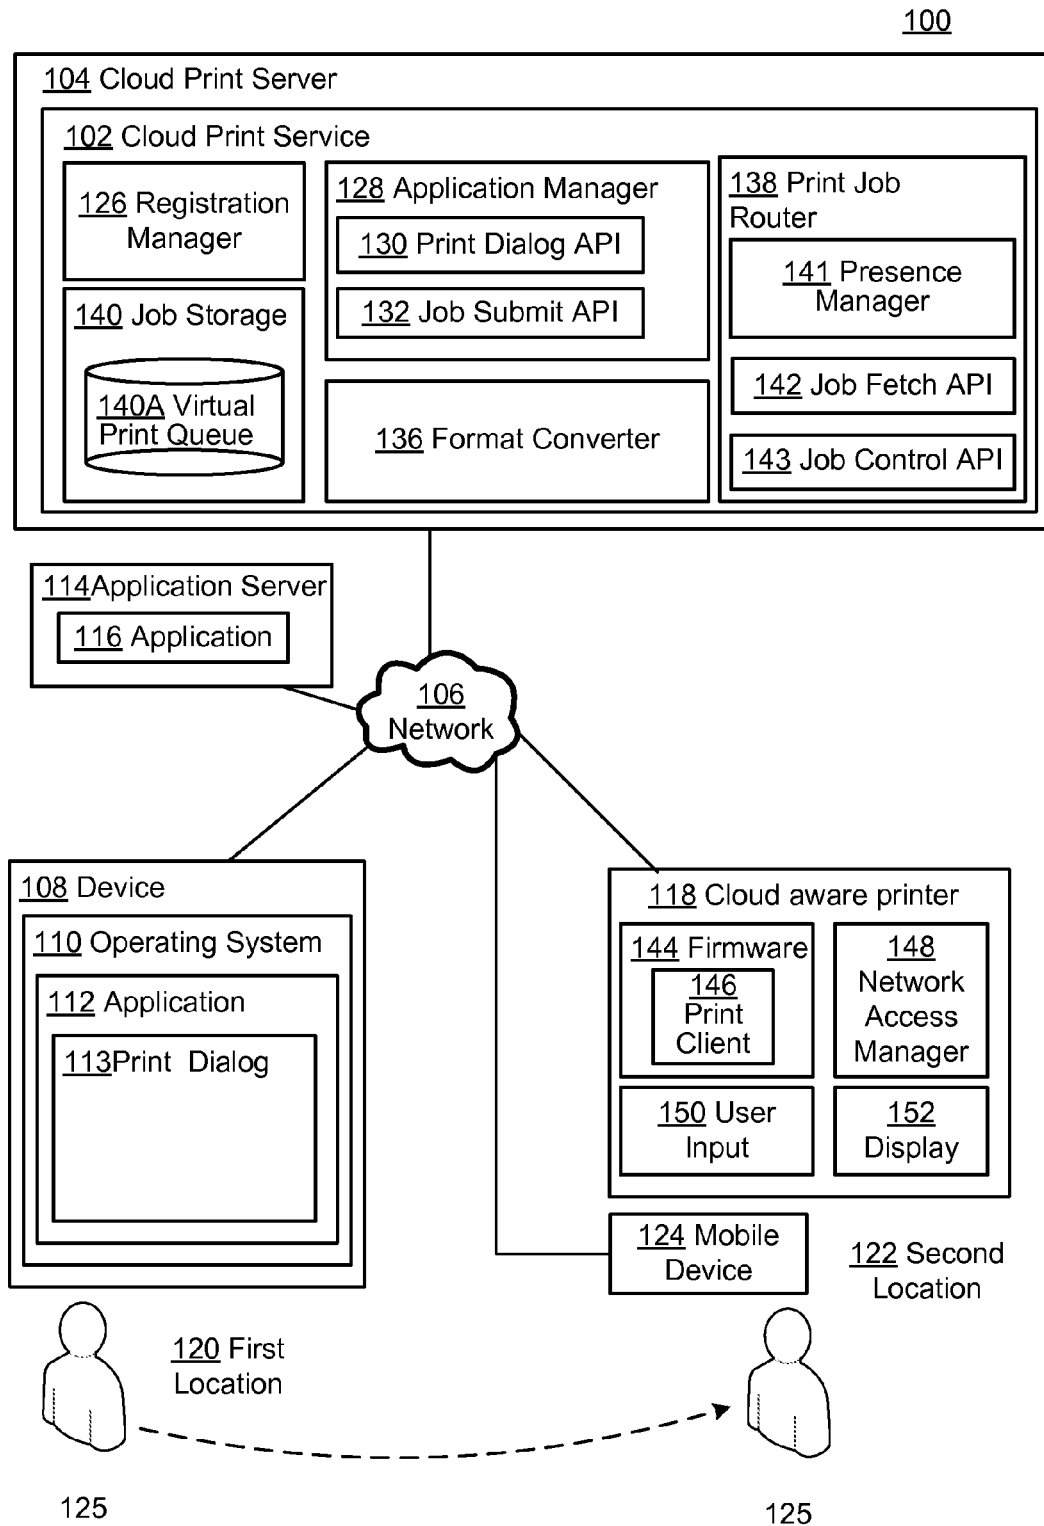 100
104 Cloud Print Server
102 Cloud Print Service
126 Registration
Manager
128 Application Manager
130 Print Dialog API
132 Job Submit API
138 Print Job
Router
141 Presence
Manager
142 Job Fetch API
143 Job Control API
140 Job Storage
140A Virtual
Print Queue
136 Format Converter
114Application Server
116 Application
106
Network
108 Device
110 Operating System
112 Application
113Print Dialog
118 Cloud aware printer
144 Firmware
146
Print
Client
148
Network
Access
Manager
150 User
Input
152
Display
124 Mobile
Device
122 Second
Location
120 First
Location
125
125